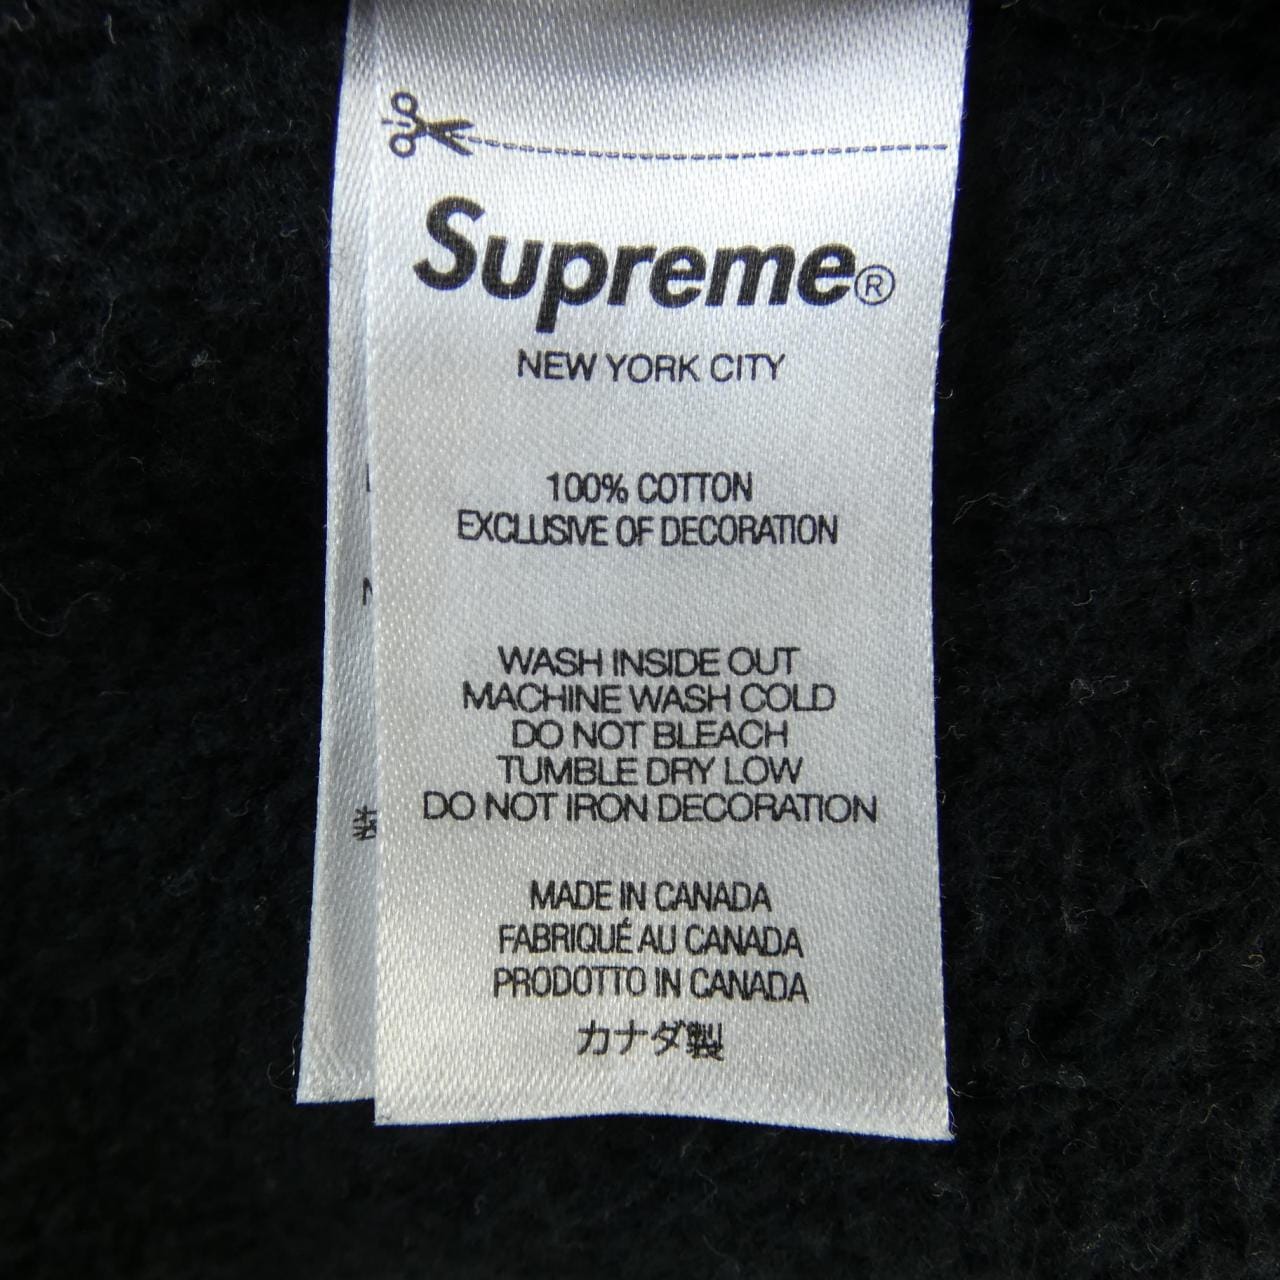 Supreme®
NEW YORK CITY
100% COTTON
EXCLUSIVE OF DECORATION
WASH INSIDE OUT
MACHINE WASH COLD
DO NOT BLEACH
TUMBLE DRY LOW
DO NOT IRON DECORATION
MADE IN CANADA
FABRIQUÉ AU CANADA
PRODOTTO IN CANADA
カナダ製